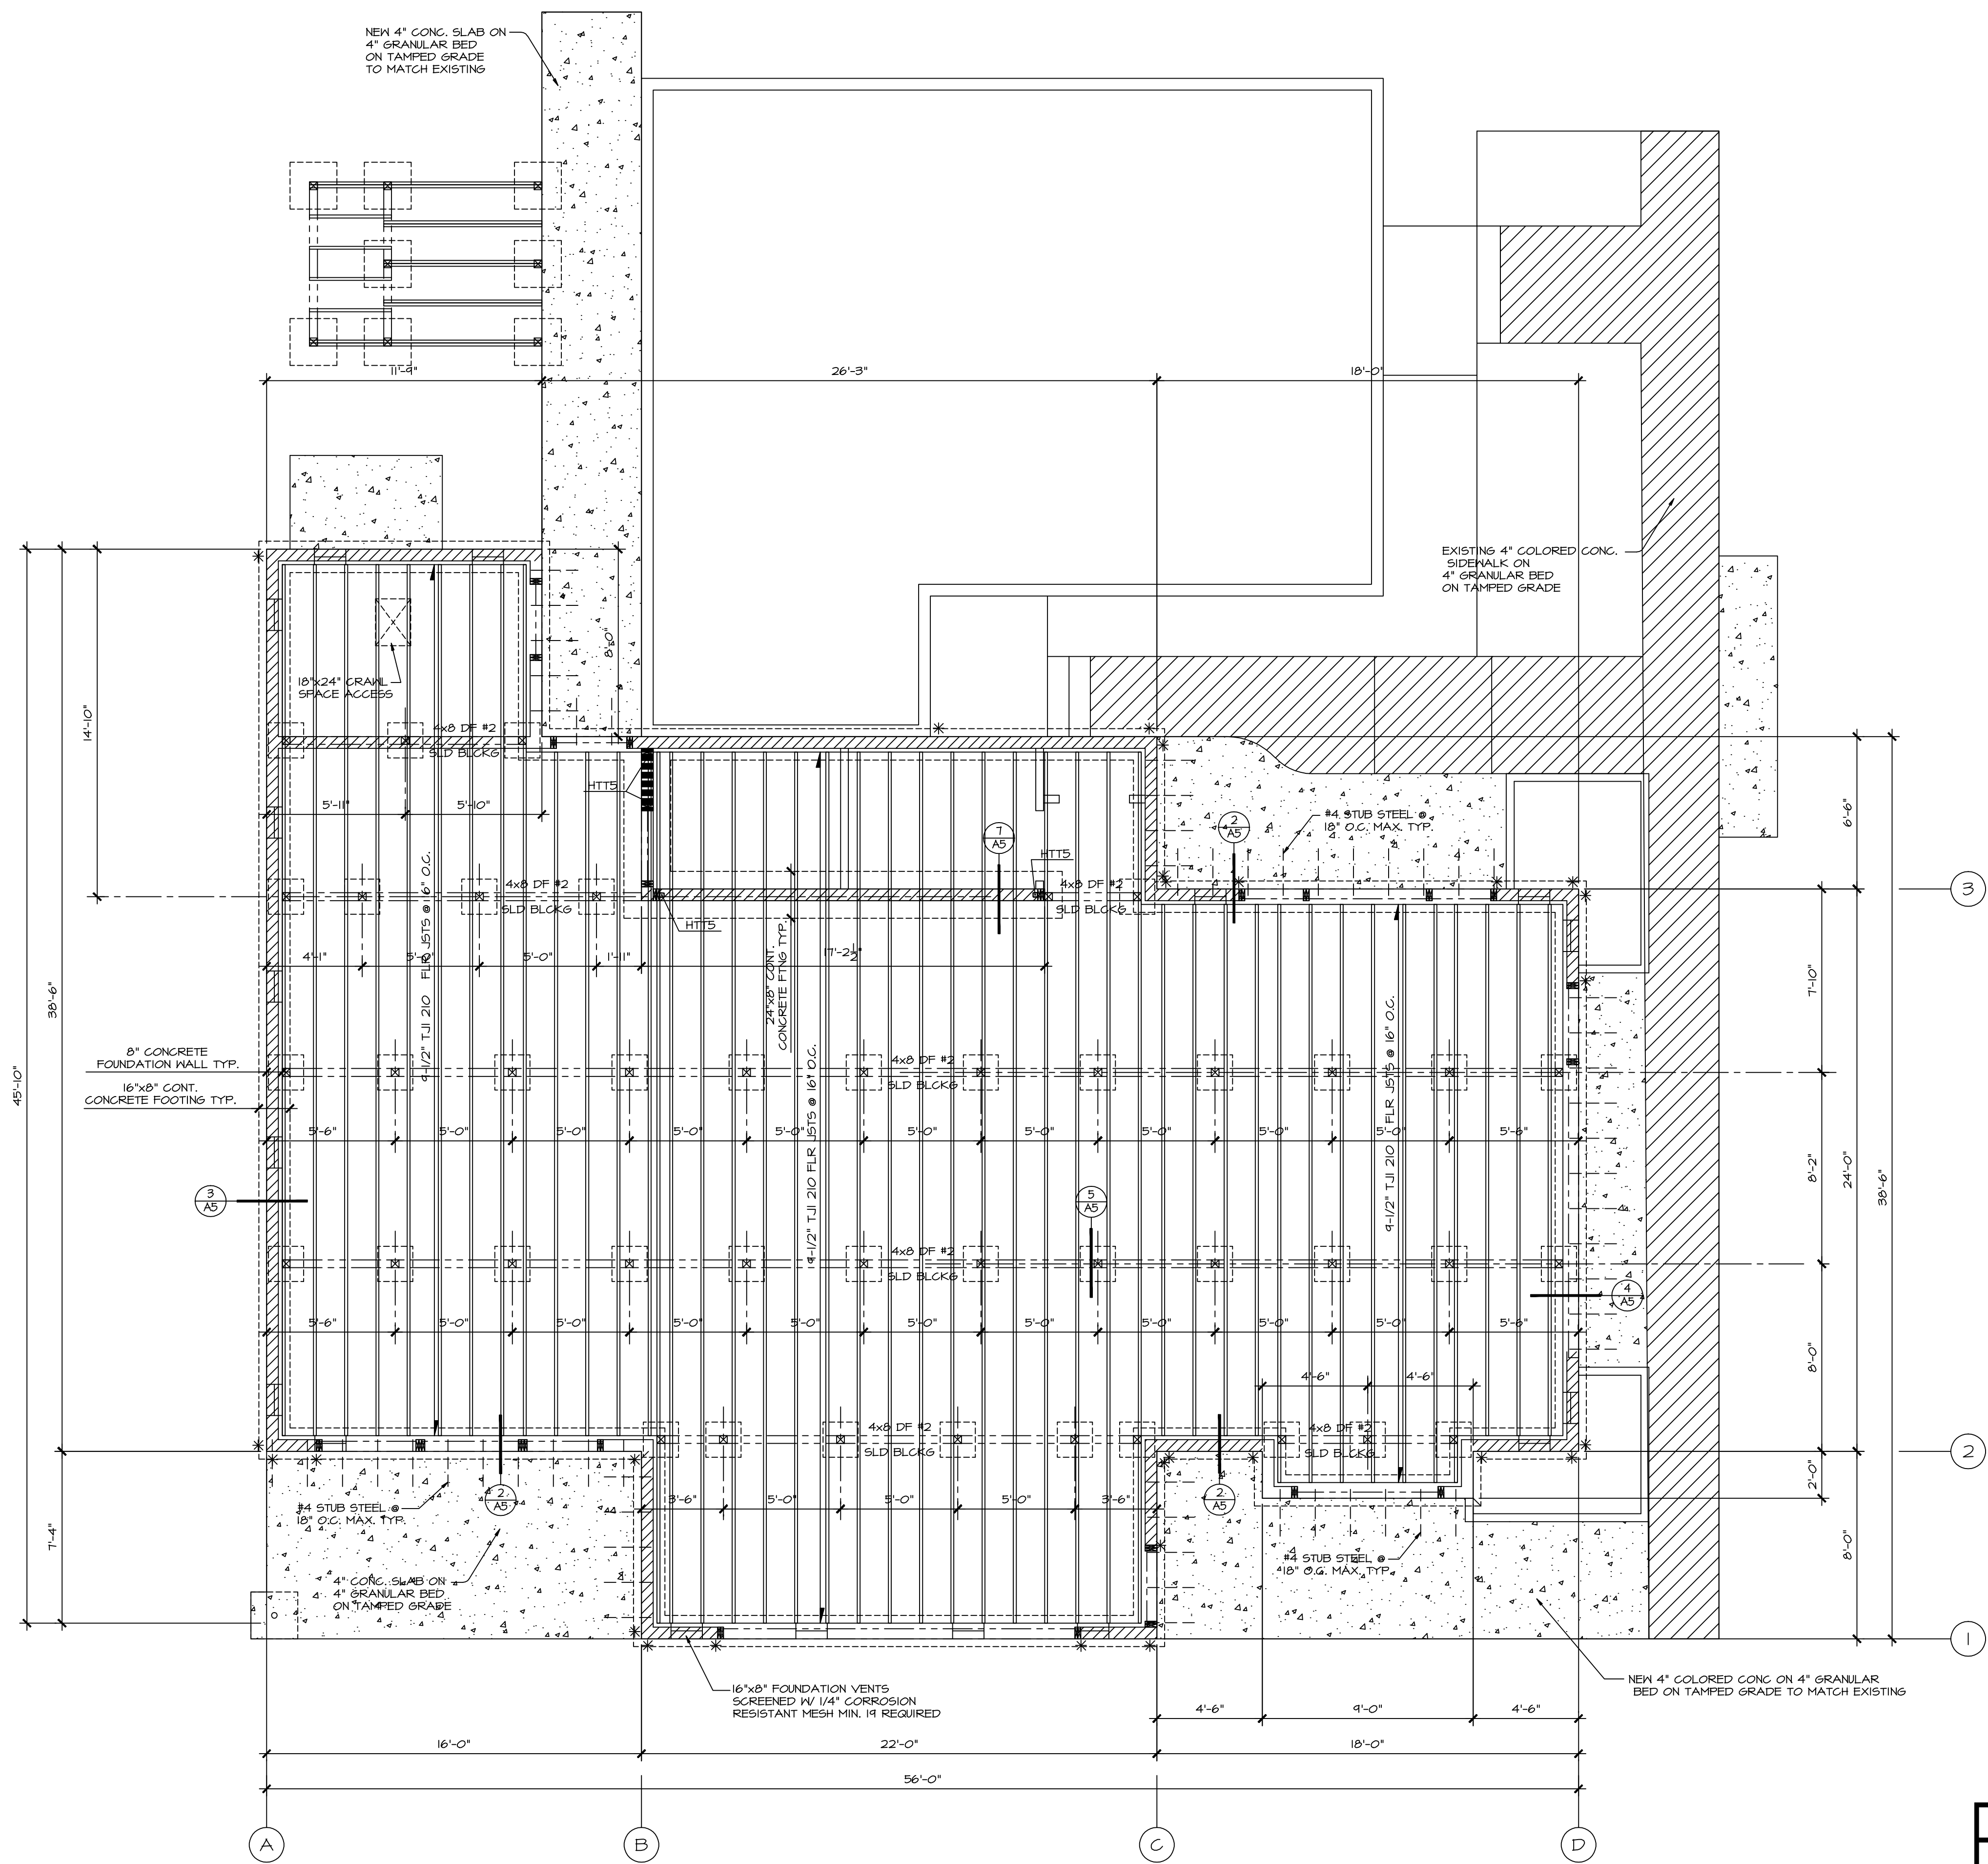 NEW 4" CONC. SLAB ON
4" GRANULAR BED
ON TAMPED GRADE
TO MATCH EXISTING
11'-9"
26'-3"
18'-0"
EXISTING 4" COLORED CONC.
SIDEWALK ON
4" GRANULAR BED
ON TAMPED GRADE
8'-0"
18"x24" CRAWL
SPACE ACCESS
14'-10"
38'-6"
45'-10"
7'-4"
4x8 DF #2
SLD BLCKG
HTT5
5'-11"
5'-10"
7
A5
2
A5
#4 STUB STEEL @
18" O.C. MAX. TYP.
HTT5
4x8 DF #2
SLD BLCKG
4x8 DF #2
SLD BLCKG
HTT5
6'-6"
3
4'-1"
5'-0"
5'-0"
1'-11"
17'-2½"
24"x8" CONT.
CONCRETE FTNG TYP.
9-1/2" TJI 210 FLR JSTS @ 16" O.C.
9-1/2" TJI 210 FLR JSTS @ 16" O.C.
9-1/2" TJI 210 FLR JSTS @ 16" O.C.
7'-10"
8'-2"
24'-0"
38'-6"
8'-0"
8" CONCRETE
FOUNDATION WALL TYP.
16"x8" CONT.
CONCRETE FOOTING TYP.
4x8 DF #2
SLD BLCKG
5'-6"
5'-0"
5'-0"
5'-0"
5'-0"
5'-0"
5'-0"
5'-0"
5'-0"
5'-0"
5'-6"
3
A5
5
A5
4x8 DF #2
SLD BLCKG
4
A5
5'-6"
5'-0"
5'-0"
5'-0"
5'-0"
5'-0"
5'-0"
5'-0"
5'-0"
5'-0"
5'-6"
4'-6"
4'-6"
4x8 DF #2
SLD BLCKG
4x8 DF #2
SLD BLCKG
2
2'-0"
8'-0"
2
A5
2
A5
3'-6"
5'-0"
5'-0"
5'-0"
3'-6"
#4 STUB STEEL @
18" O.C. MAX. TYP.
#4 STUB STEEL @
18" O.C. MAX. TYP.
4" CONC. SLAB ON
4" GRANULAR BED
ON TAMPED GRADE
1
16"x8" FOUNDATION VENTS
SCREENED W/ 1/4" CORROSION
RESISTANT MESH MIN. 19 REQUIRED
NEW 4" COLORED CONC ON 4" GRANULAR
BED ON TAMPED GRADE TO MATCH EXISTING
4'-6"
9'-0"
4'-6"
16'-0"
22'-0"
18'-0"
56'-0"
A
B
C
D